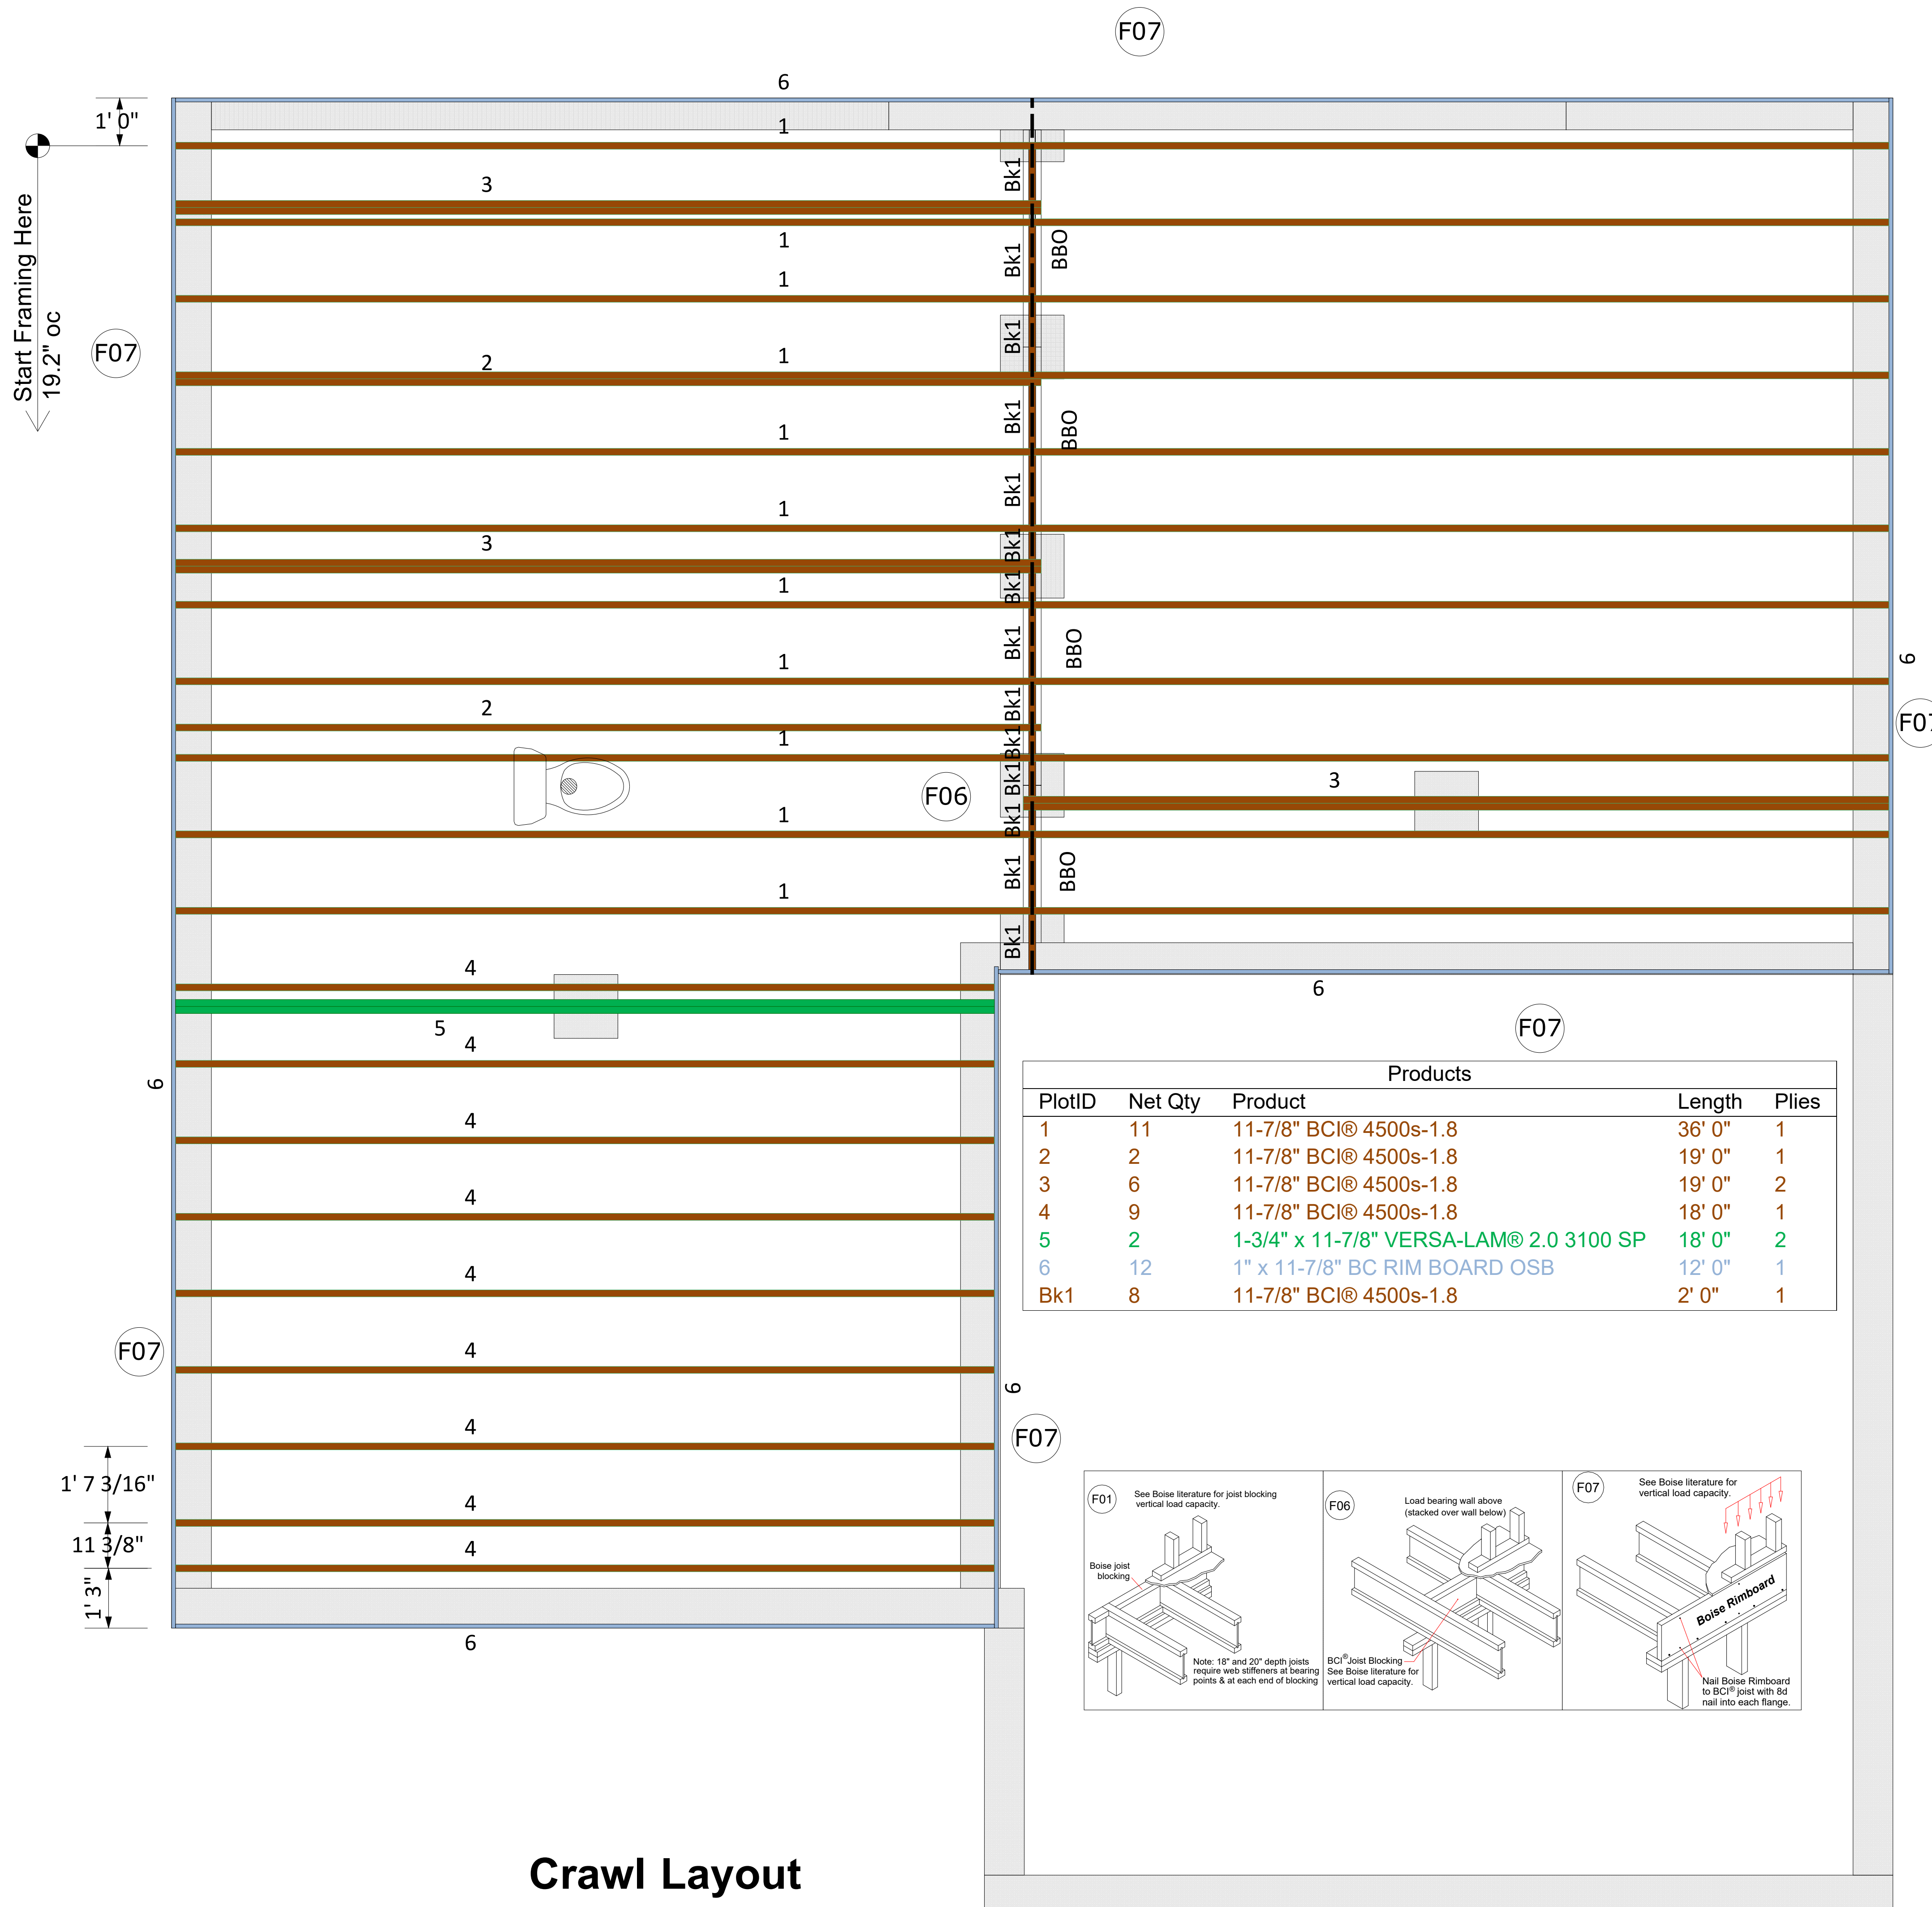 F07
6
1' 0"
1
Start Framing Here
19.2" oc
Bk1
3
1
Bk1
BBO
1
Bk1
F07
2
1
Bk1
BBO
1
Bk1
1
3
Bk1
Bk1
1
Bk1
BBO
6
1
2
Bk1
F07
1
Bk1
Bk1
3
F06
1
Bk1
Bk1
BBO
1
Bk1
4
6
5
F07
4
6
Products
PlotID Net Qty Product Length Plies
1 11 11-7/8" BCI® 4500s-1.8 36' 0" 1
2 2 11-7/8" BCI® 4500s-1.8 19' 0" 1
3 6 11-7/8" BCI® 4500s-1.8 19' 0" 2
4 9 11-7/8" BCI® 4500s-1.8 18' 0" 1
5 2 1-3/4" x 11-7/8" VERSA-LAM® 2.0 3100 SP 18' 0" 2
6 12 1" x 11-7/8" BC RIM BOARD OSB 12' 0" 1
Bk1 8 11-7/8" BCI® 4500s-1.8 2' 0" 1
4
4
4
F07
4
6
F07
4
1' 7 3/16"
4
11 3/8"
4
1' 3"
6
F01
See Boise literature for joist blocking
vertical load capacity.
Boise joist
blocking
Note: 18" and 20" depth joists
require web stiffeners at bearing
points & at each end of blocking
F06
Load bearing wall above
(stacked over wall below)
BCI® Joist Blocking
See Boise literature for
vertical load capacity.
F07
See Boise literature for
vertical load capacity.
Boise Rimboard
Nail Boise Rimboard
to BCI® joist with 8d
nail into each flange.
Crawl Layout